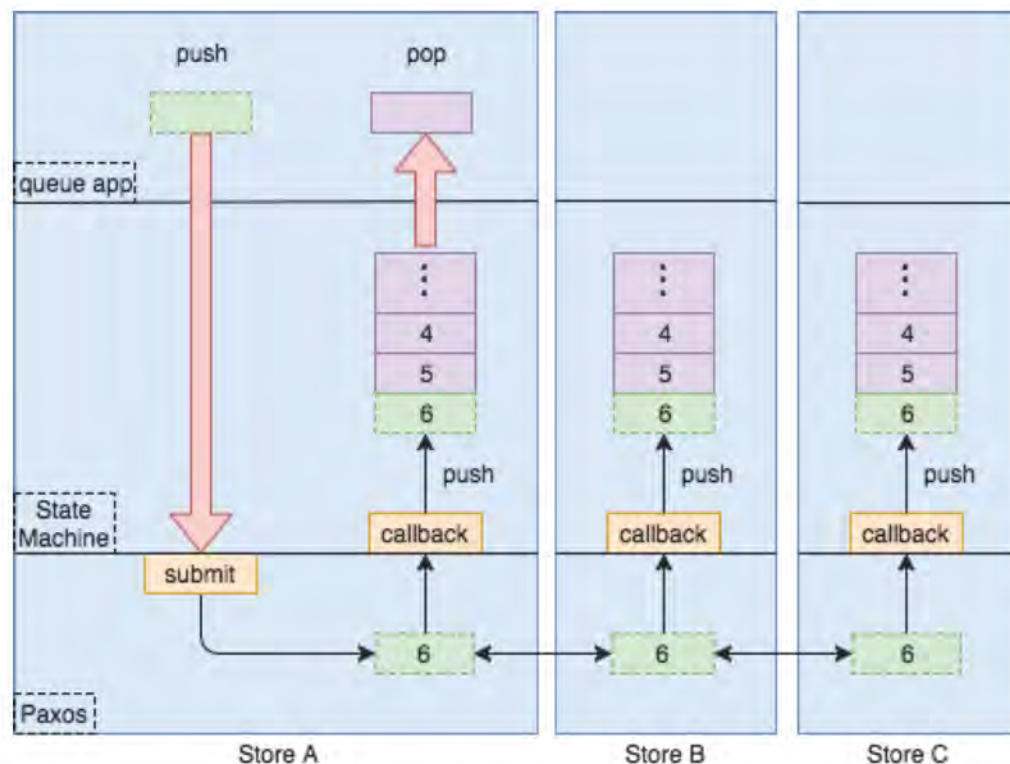 push
pop
queue app
⋮
⋮
⋮
4
4
4
5
5
5
6
6
6
push
push
push
State
Machine
callback
callback
callback
submit
6
6
6
Paxos
Store A
Store B
Store C